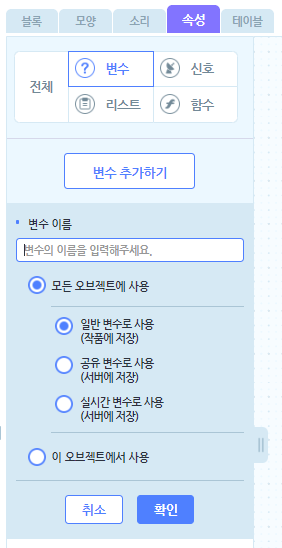 블록 모양 소리 속성 테이블
전체 변수 신호
리스트 함수
변수 추가하기
변수 이름
변수의 이름을 입력해주세요.
모든 오브젝트에 사용
일반 변수로 사용
(작품에 저장)
공유 변수로 사용
(서버에 저장)
실시간 변수로 사용
(서버에 저장)
이 오브젝트에서 사용
취소 확인